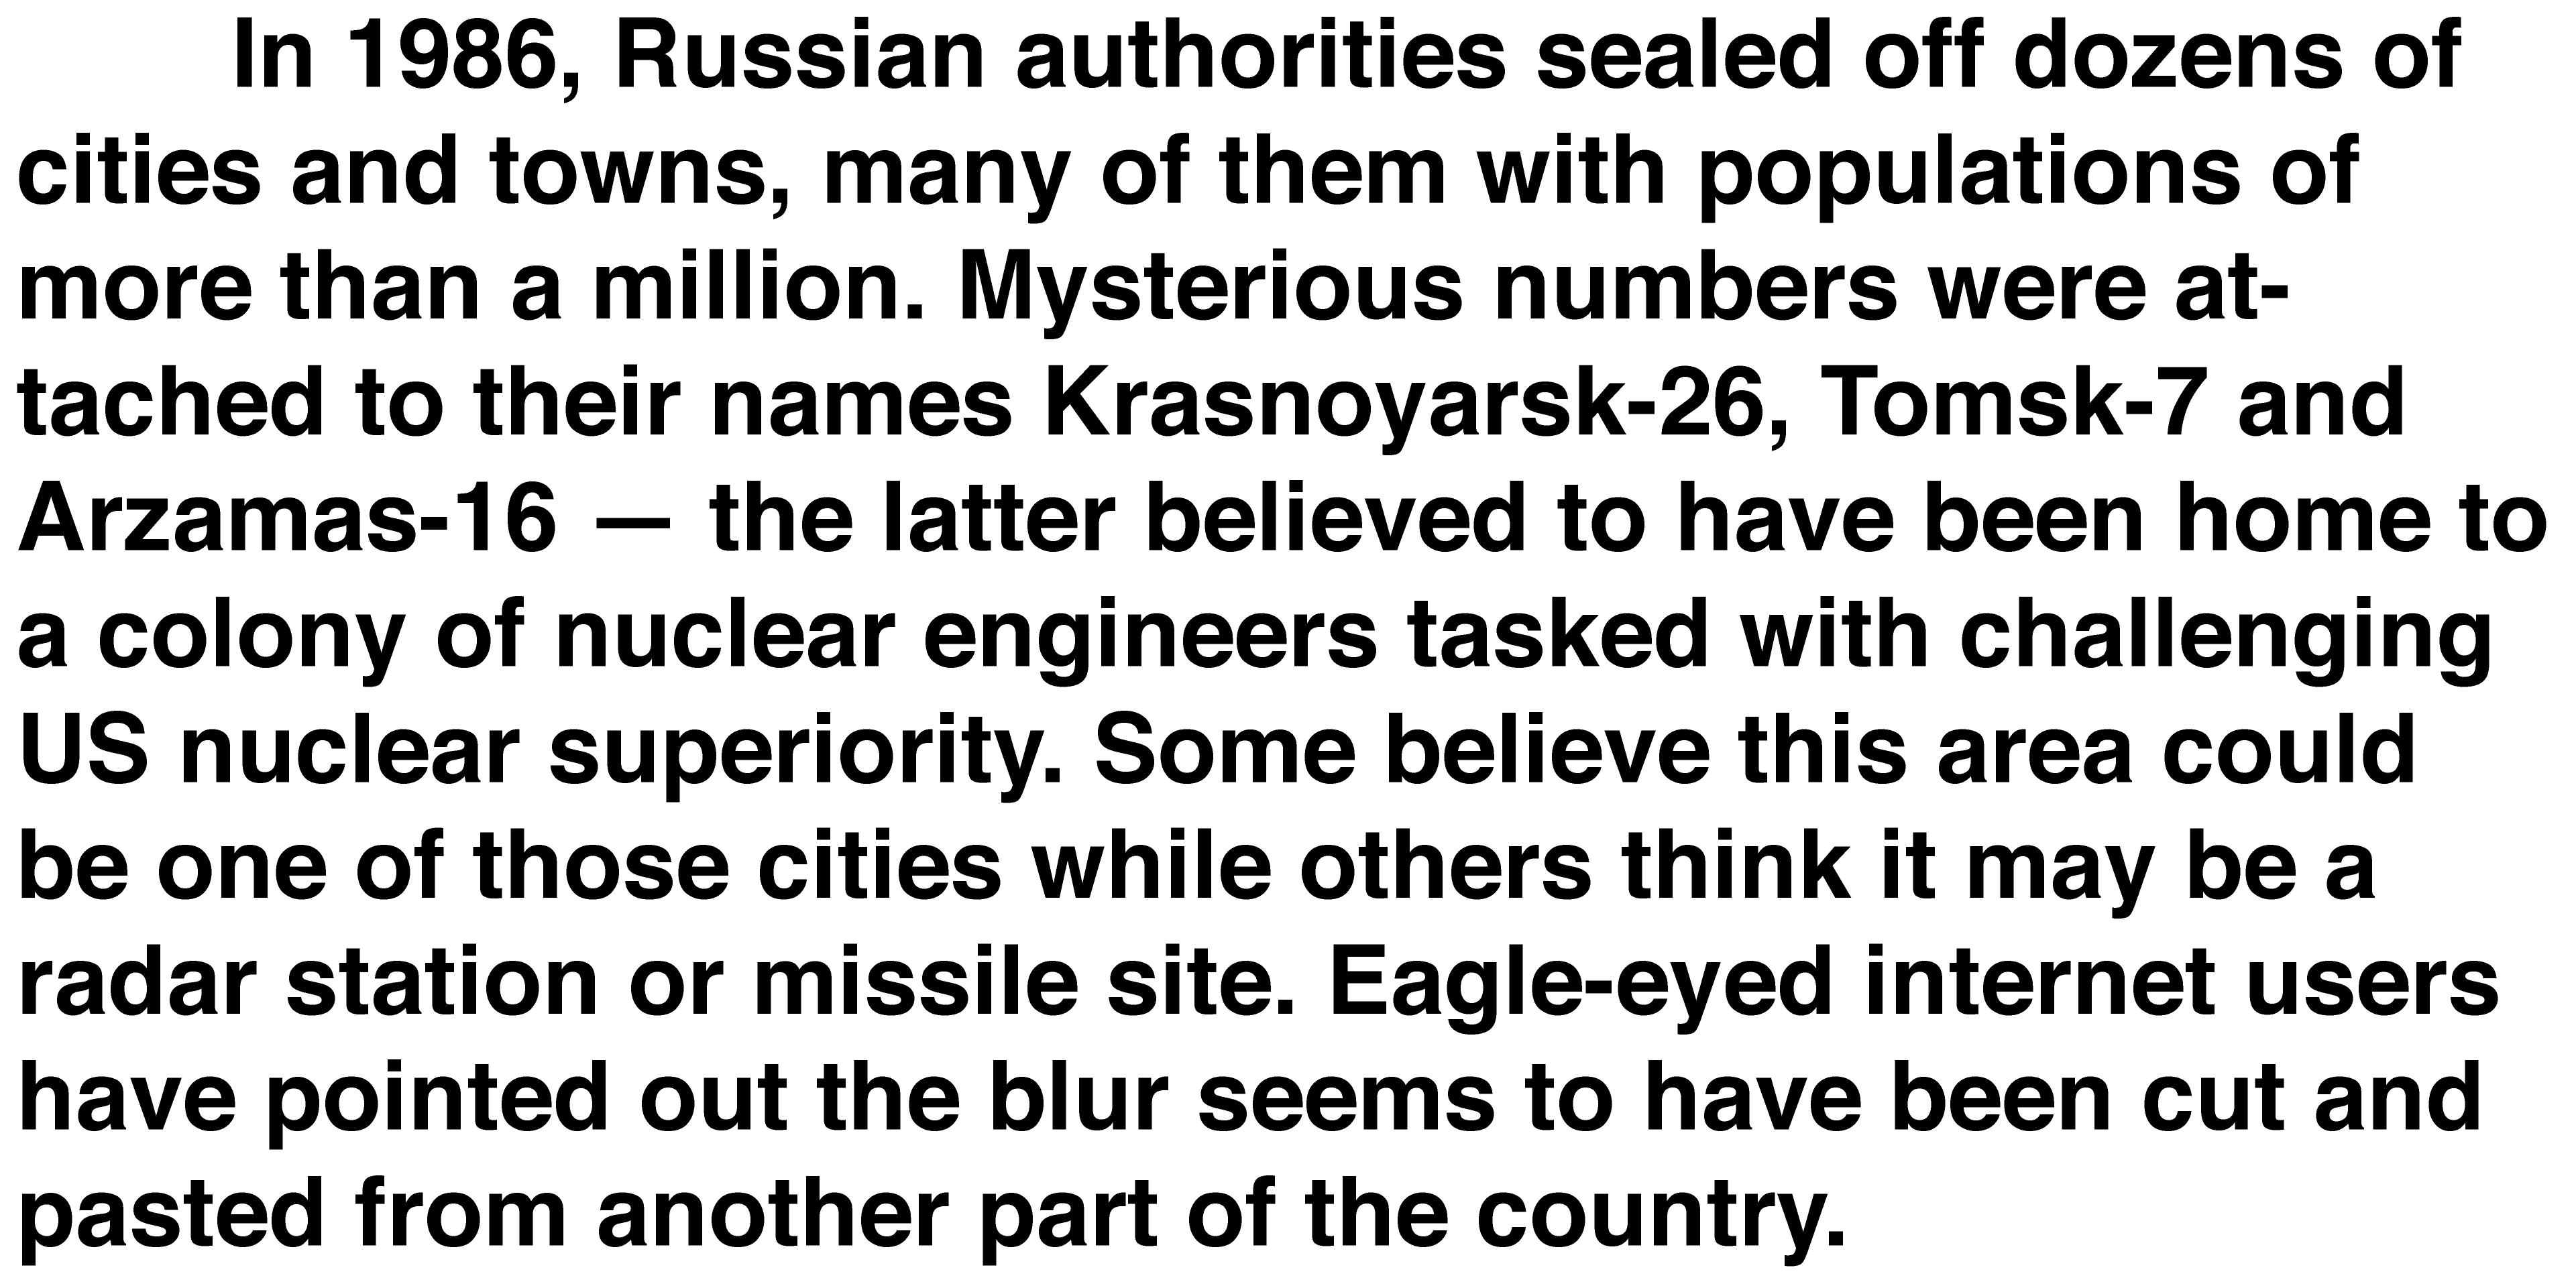 In 1986, Russian authorities sealed off dozens of
cities and towns, many of them with populations of
more than a million. Mysterious numbers were at-
tached to their names Krasnoyarsk-26, Tomsk-7 and
Arzamas-16 — the latter believed to have been home to
a colony of nuclear engineers tasked with challenging
US nuclear superiority. Some believe this area could
be one of those cities while others think it may be a
radar station or missile site. Eagle-eyed internet users
have pointed out the blur seems to have been cut and
pasted from another part of the country.